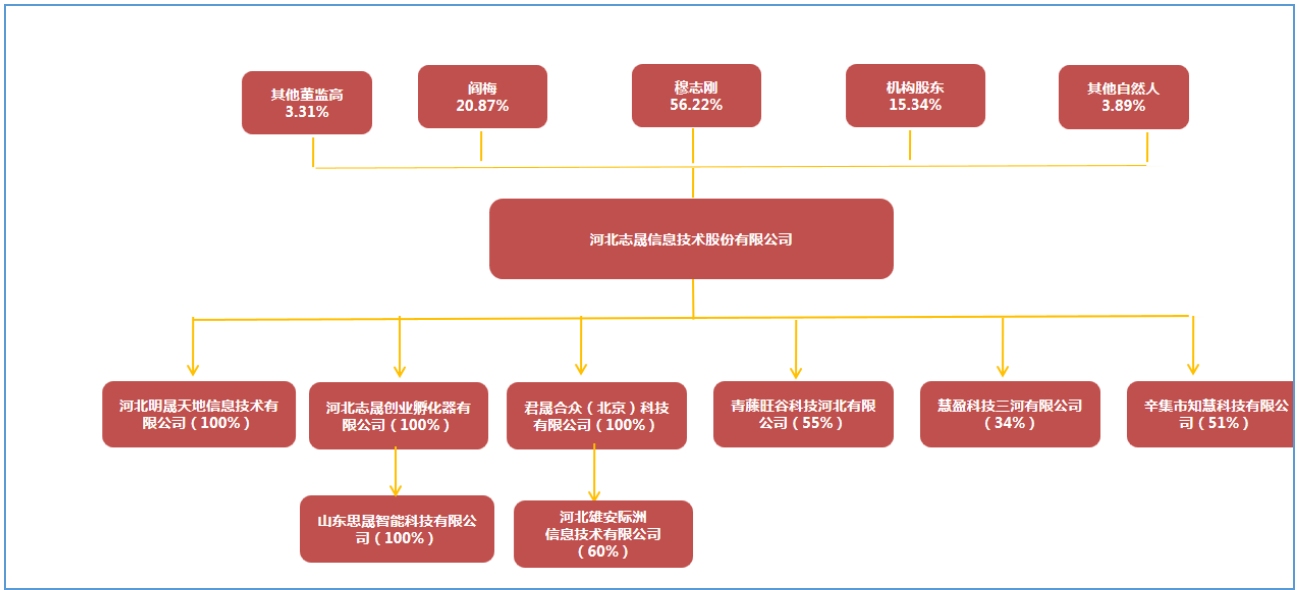 其他董监高
3.31%
阎梅
20.87%
穆志刚
56.22%
机构股东
15.34%
其他自然人
3.89%
河北志晟信息技术股份有限公司
河北明晟天地信息技术有
限公司（100%）
河北志晟创业孵化器有
限公司（100%）
君晟合众（北京）科技
有限公司（100%）
青藤旺谷科技河北有限
公司（55%）
慧盈科技三河有限公司
（34%）
辛集市知慧科技有限公
司（51%）
山东思晟智能科技有限公
司（100%）
河北雄安际洲
信息技术有限公司
（60%）